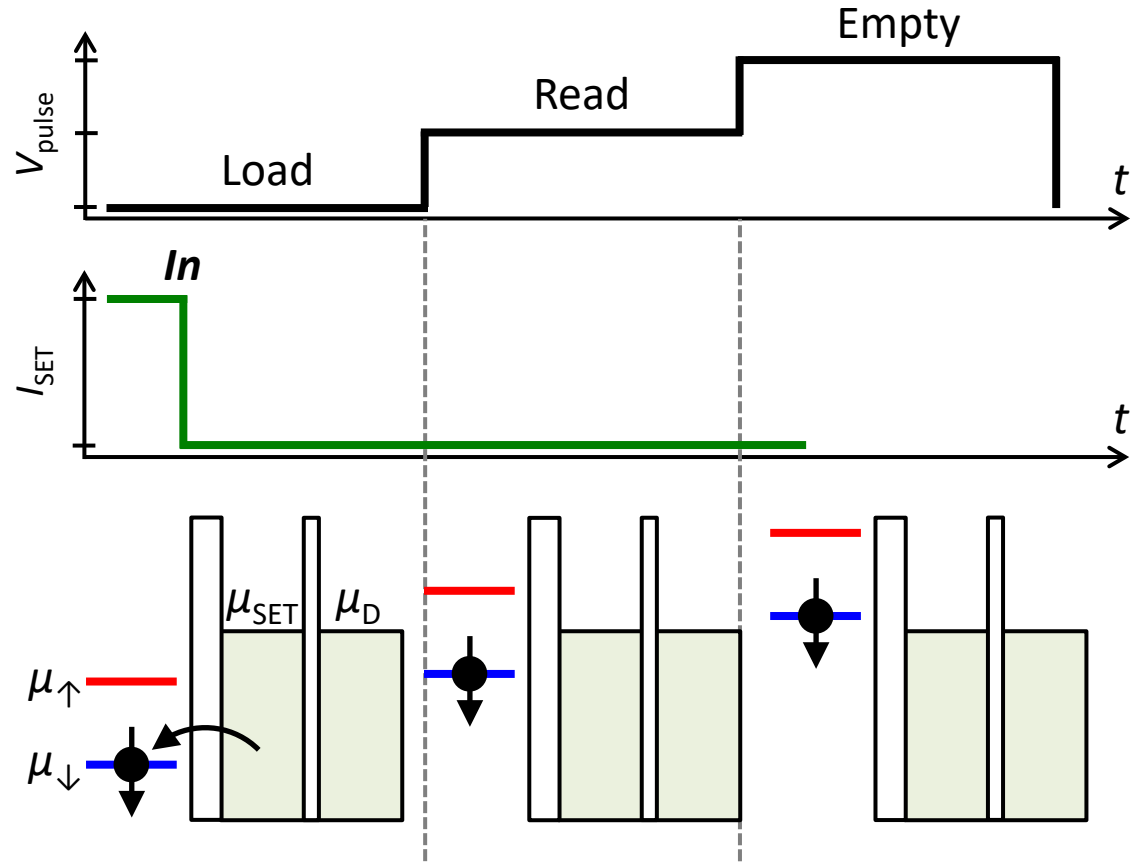 Empty
Read
Load
V_pulse
t
In
I_SET
t
μ_SET μ_D
μ_↑
μ_↓